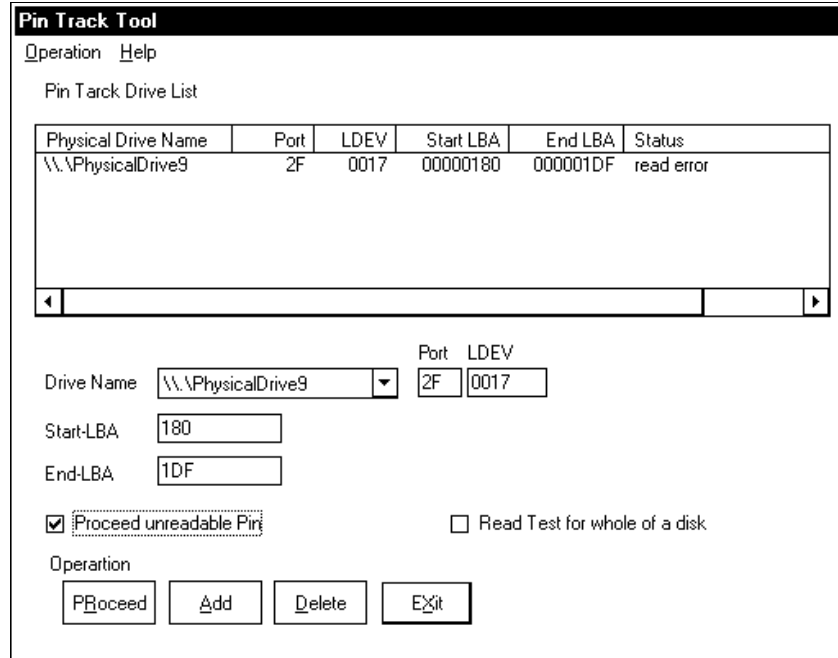 Pin Track Tool
Operation Help
Pin Tarck Drive List
Physical Drive Name Port LDEV Start LBA End LBA Status
\\.\PhysicalDrive9 2F 0017 00000180 000001DF read error
Port LDEV
Drive Name \\.\PhysicalDrive9 2F 0017
Start-LBA 180
End-LBA 1DF
Proceed unreadable Pin Read Test for whole of a disk
Operartion
PRoceed Add Delete EXit